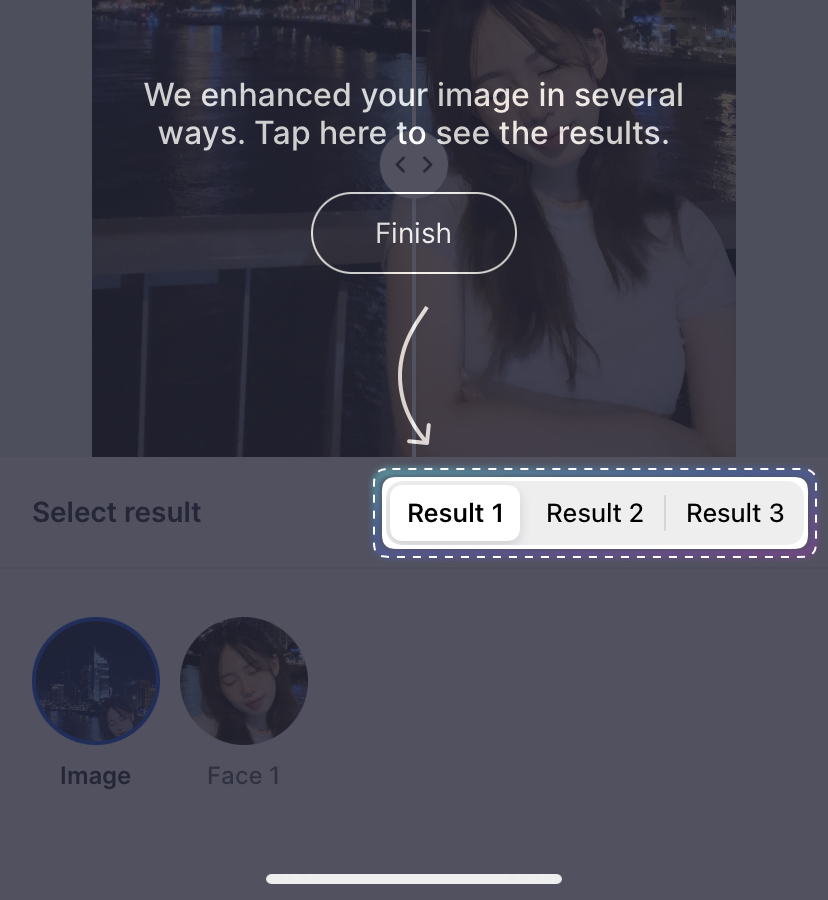 We enhanced your image in several
ways. Tap here to see the results.
Finish
Select result
Result 1
Result 2
Result 3
Image
Face 1